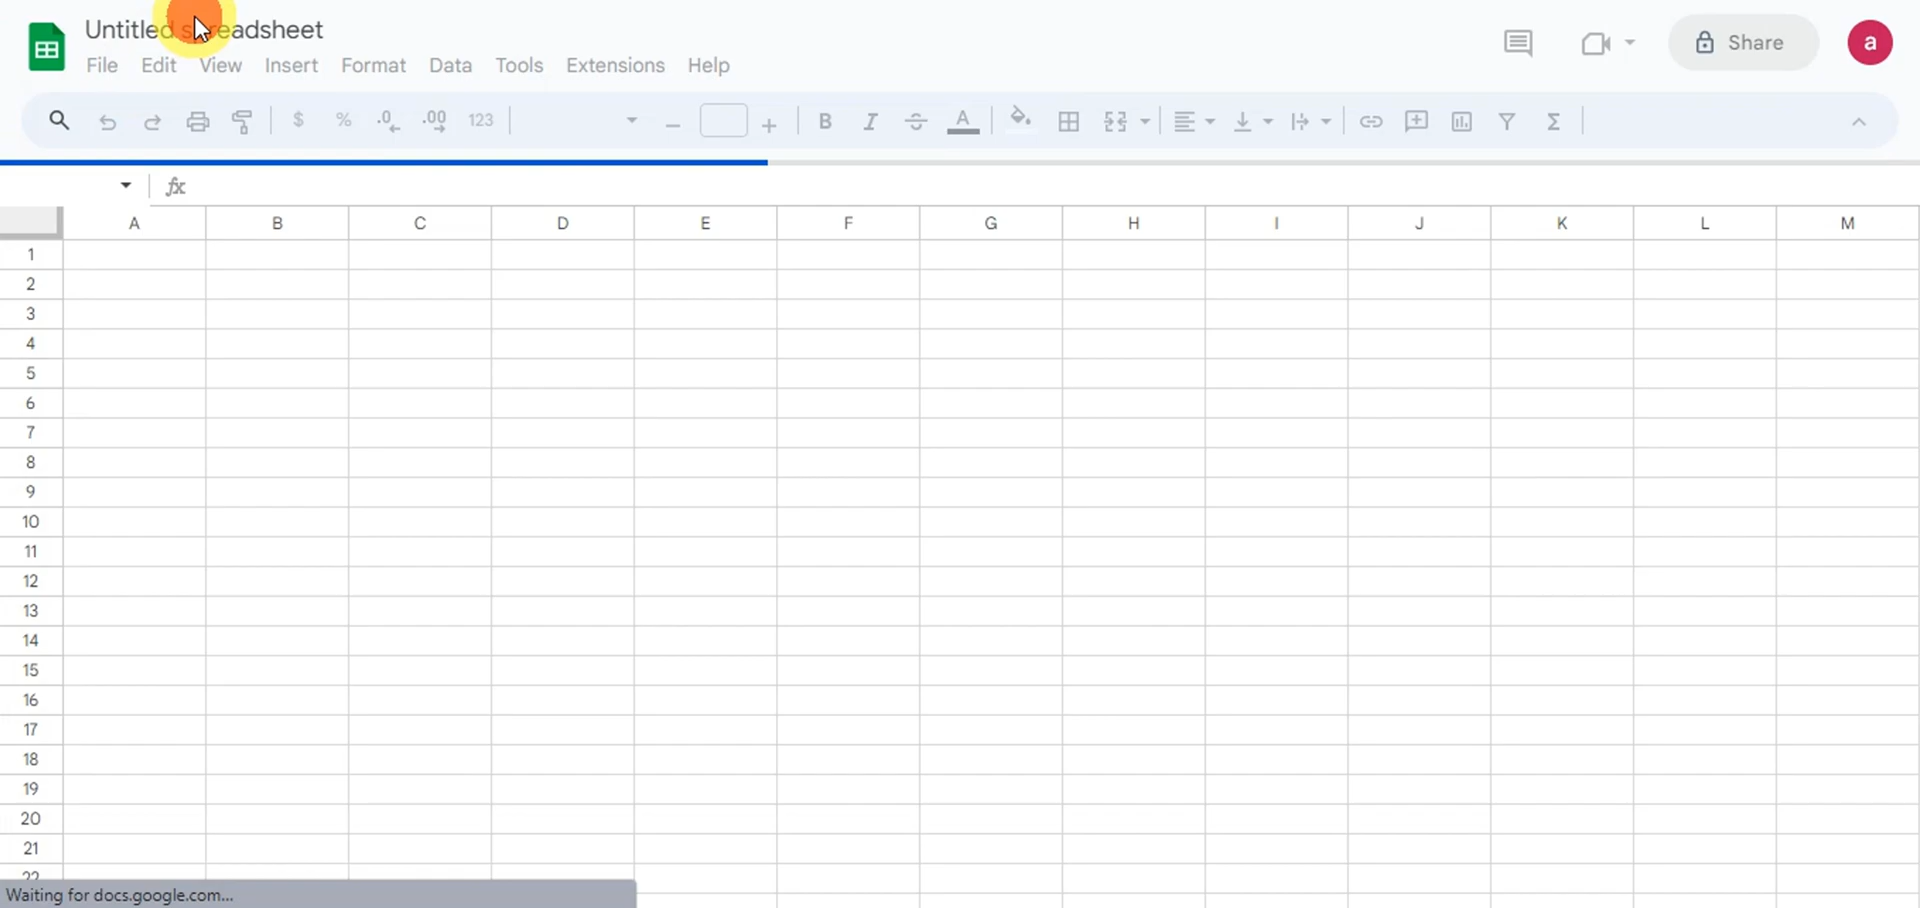 Untitled spreadsheet
File Edit View Insert Format Data Tools Extensions Help
Share
a
$ % .0 .00 123 B I S A Σ
fx
A B C D E F G H I J K L M
1
2
3
4
5
6
7
8
9
10
11
12
13
14
15
16
17
18
19
20
21
22
Waiting for docs.google.com...